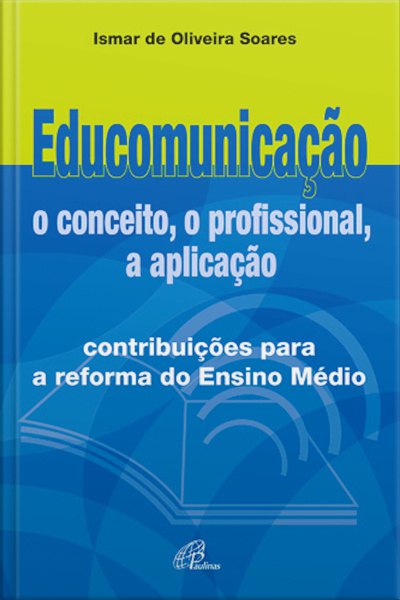 Ismar de Oliveira Soares
Educomunicação
o conceito, o profissional,
a aplicação
contribuições para
a reforma do Ensino Médio
Paulinas